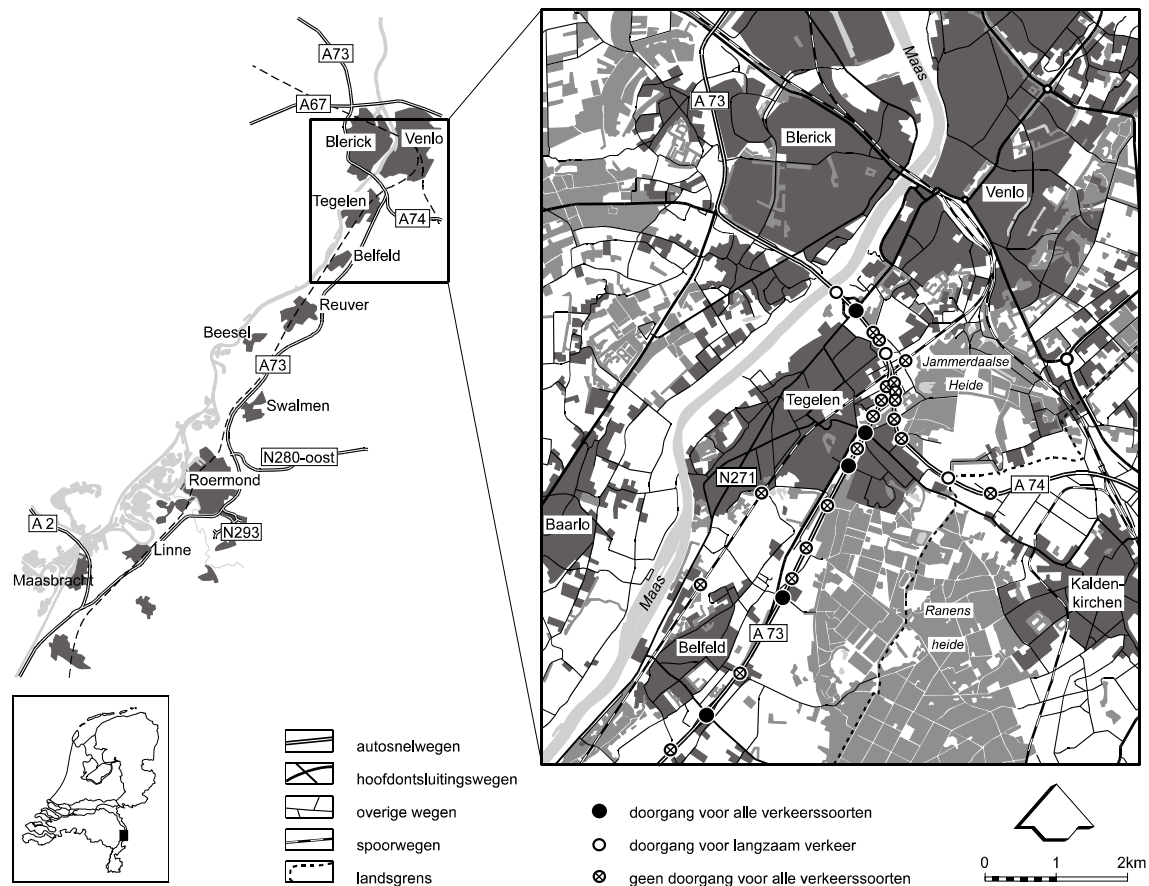 A73
A67
Blerick
Venlo
Tegelen
A74
Belfeld
Reuver
Beesel
A73
Swalmen
N280-oost
Roermond
A 2
N293
Linne
Maasbracht
Maas
A 73
Blerick
Venlo
Jammerdaalse
Heide
Tegelen
N271
A 74
Baarlo
Maas
Kalden-
kirchen
Ranens
heide
A 73
Belfeld
autosnelwegen
hoofdontsluitingswegen
overige wegen
spoorwegen
landsgrens
doorgang voor alle verkeerssoorten
doorgang voor langzaam verkeer
geen doorgang voor alle verkeerssoorten
0 1 2km